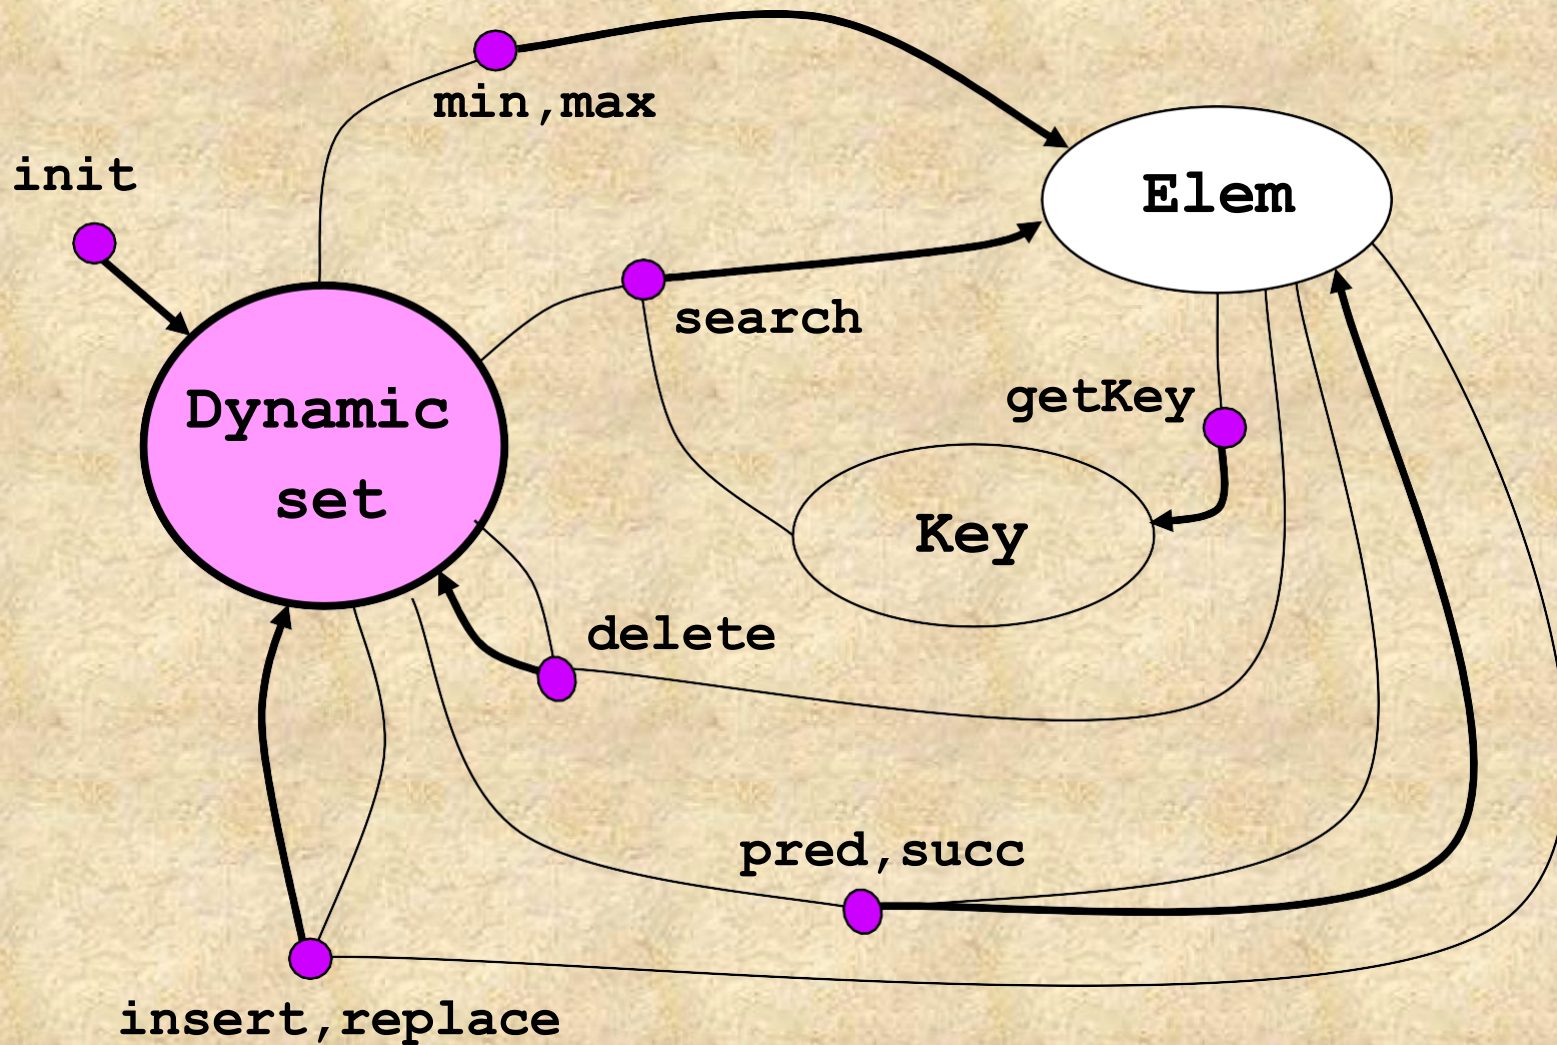 min,max
init
Elem
search
getKey
Dynamic
set
Key
delete
pred,succ
insert,replace